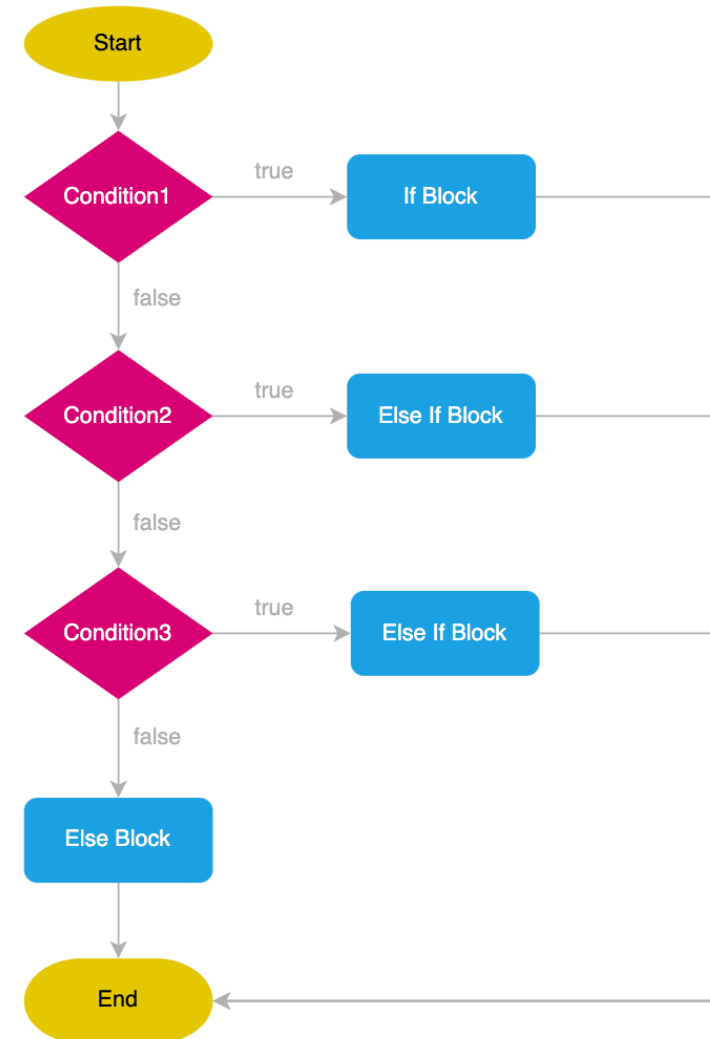 Start
Condition1
true
If Block
false
Condition2
true
Else If Block
false
Condition3
true
Else If Block
false
Else Block
End